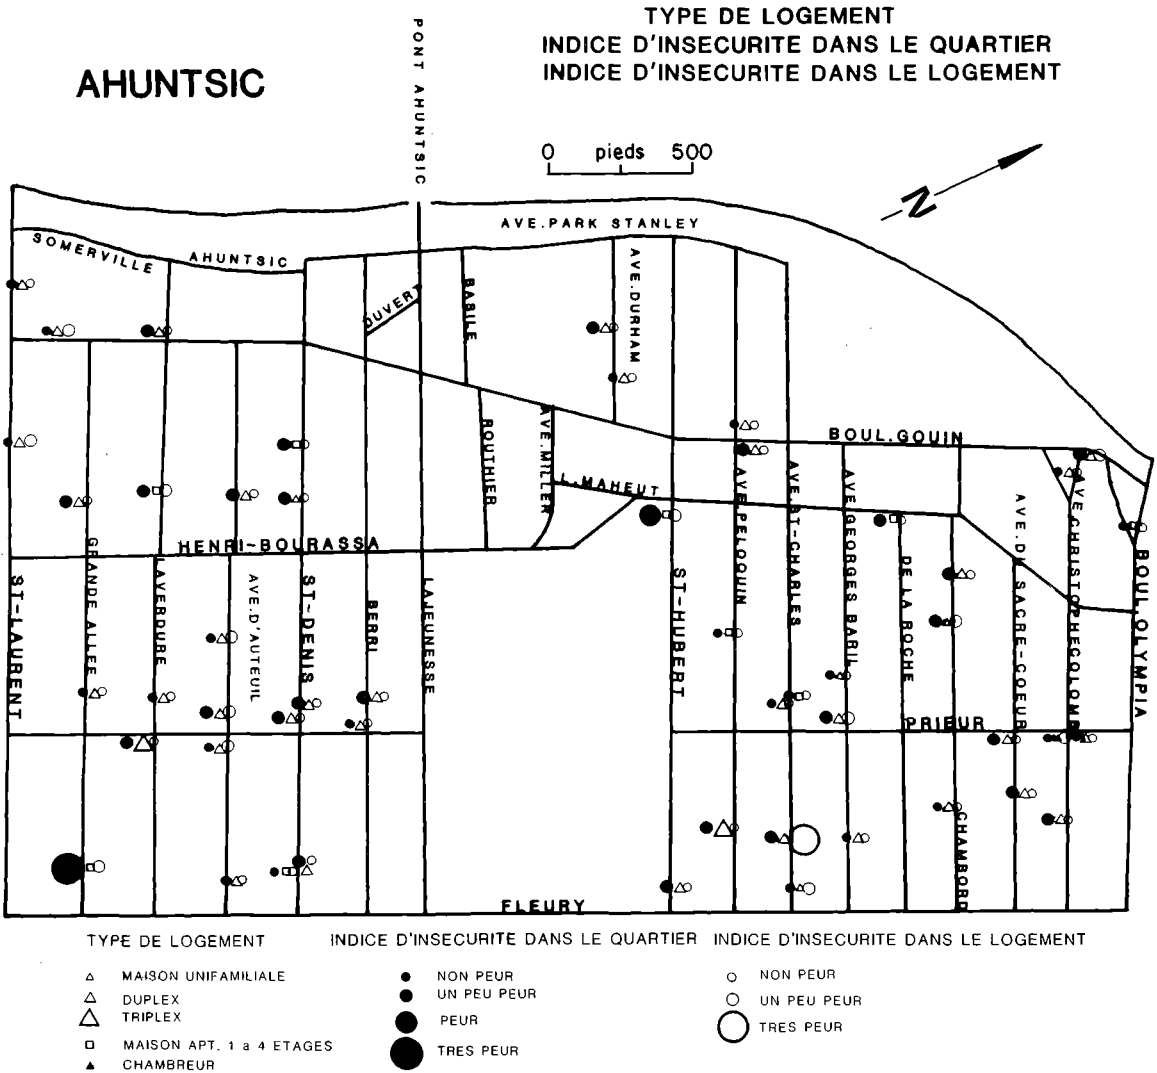 TYPE DE LOGEMENT
INDICE D'INSECURITE DANS LE QUARTIER
INDICE D'INSECURITE DANS LE LOGEMENT
AHUNTSIC
PONT AHUNTSIC
0 pieds 500
N
AVE.PARK STANLEY
SOMERVILLE
AHUNTSIC
DUVERT
BASILE
AVE.DURHAM
BOUL.GOUIN
ROUTHIER
AVE.MILLER
L.MAHEUT
HENRI-BOURASSA
ST-LAURENT
GRANDE ALLEE
LAVERDURE
AVE.D'AUTEUIL
ST-DENIS
BERRI
LAJEUNESSE
ST-HUBERT
AVE.PELOQUIN
AVE.ST-CHARLES
AVE.GEORGES BARIL
DE LA ROCHE
AVE.DU SACRE-COEUR
AVE.CHRISTOPHECOLOMB
BOUL.OLYMPIA
PRIEUR
CHAMBORD
FLEURY
TYPE DE LOGEMENT
MAISON UNIFAMILIALE
DUPLEX
TRIPLEX
MAISON APT. 1 a 4 ETAGES
CHAMBREUR
INDICE D'INSECURITE DANS LE QUARTIER
NON PEUR
UN PEU PEUR
PEUR
TRES PEUR
INDICE D'INSECURITE DANS LE LOGEMENT
NON PEUR
UN PEU PEUR
TRES PEUR